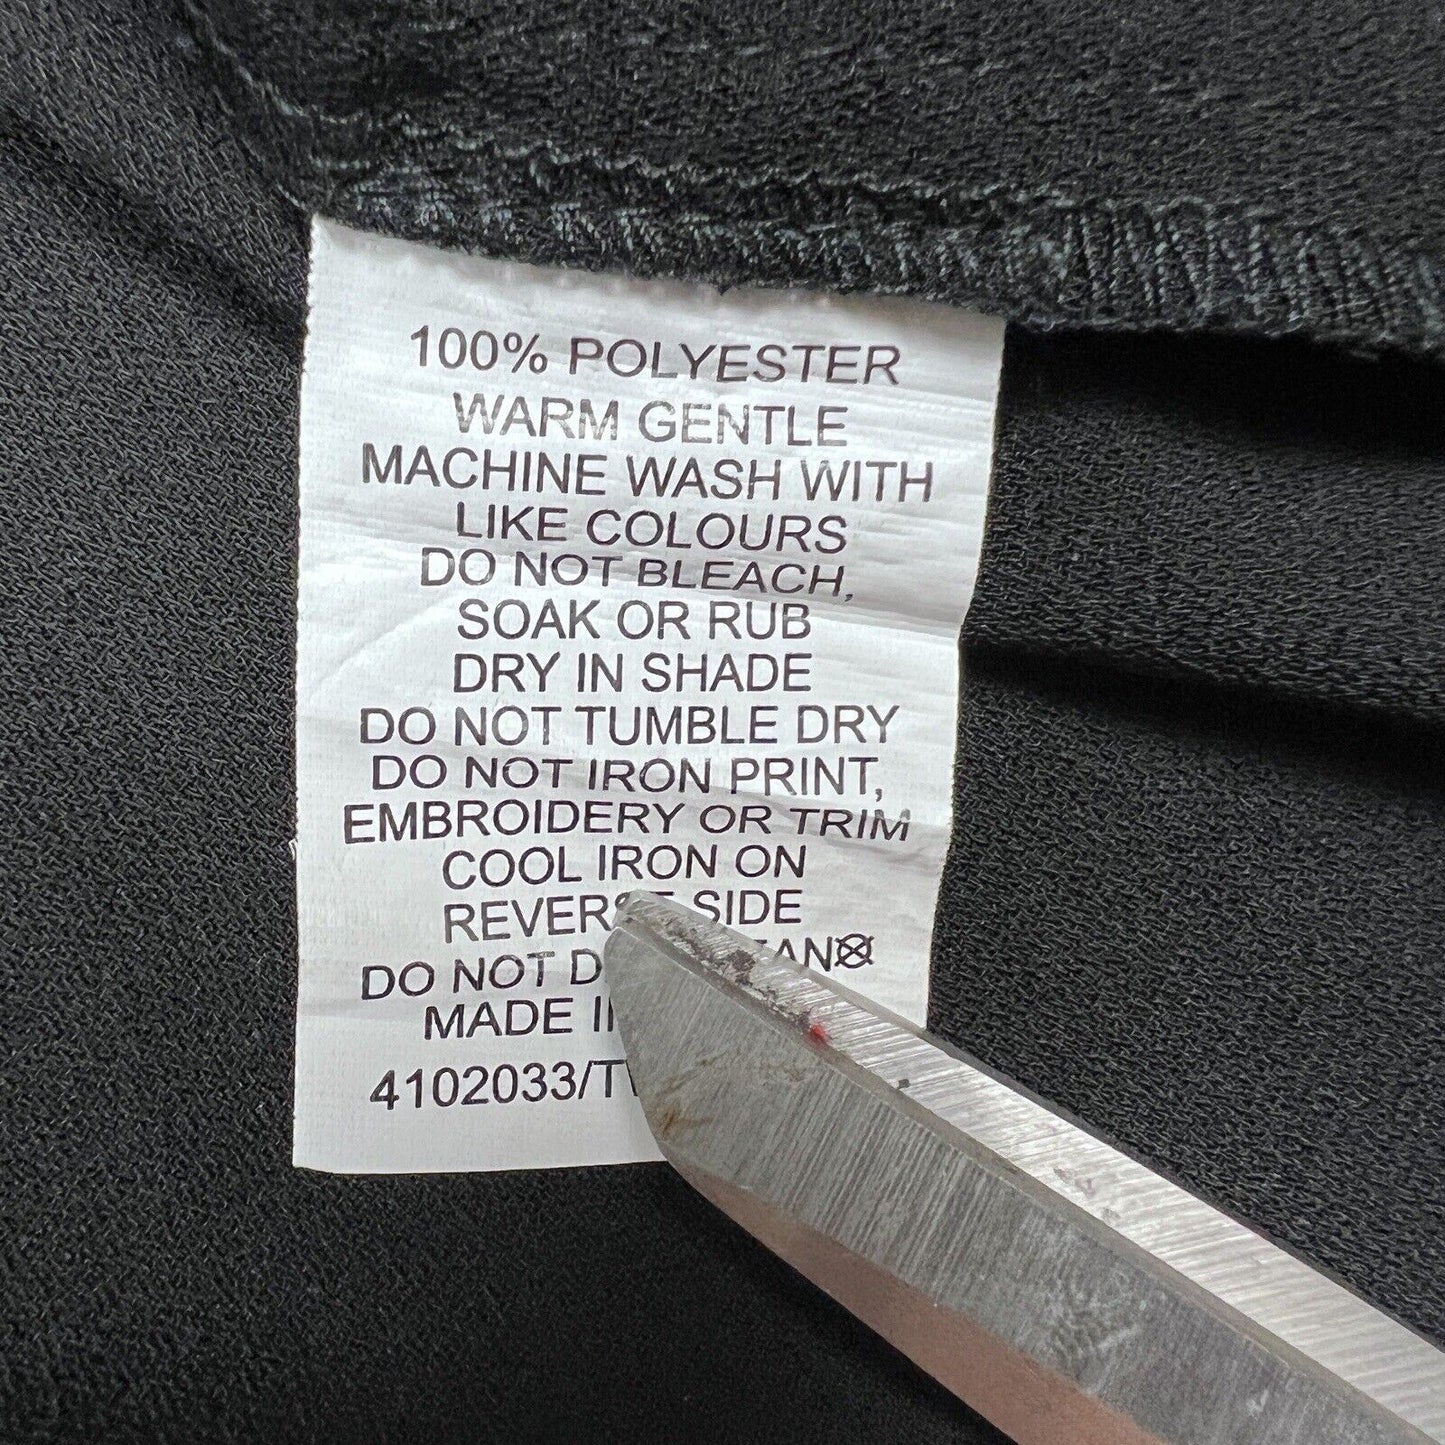 100% POLYESTER
WARM GENTLE
MACHINE WASH WITH
LIKE COLOURS
DO NOT BLEACH,
SOAK OR RUB
DRY IN SHADE
DO NOT TUMBLE DRY
DO NOT IRON PRINT,
EMBROIDERY OR TRIM
COOL IRON ON
REVERSE SIDE
DO NOT
MADE